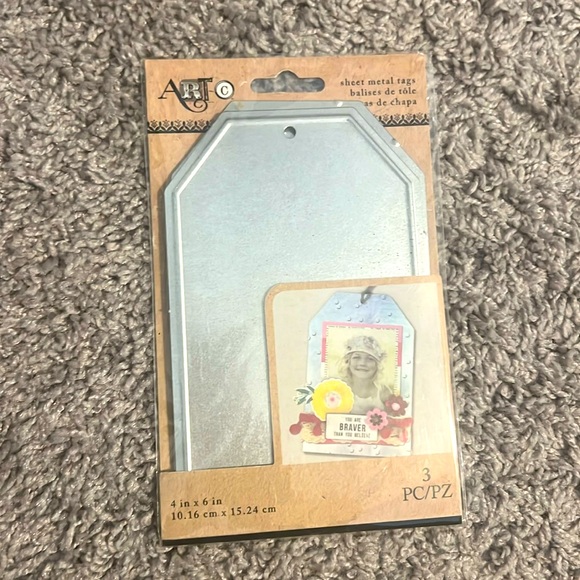 ART C
sheet metal tags
balises de tôle
as de chapa
YOU ARE
BRAVER
THAN YOU BELIEVE
4 in x 6 in
10.16 cm x 15.24 cm
3
PC/PZ